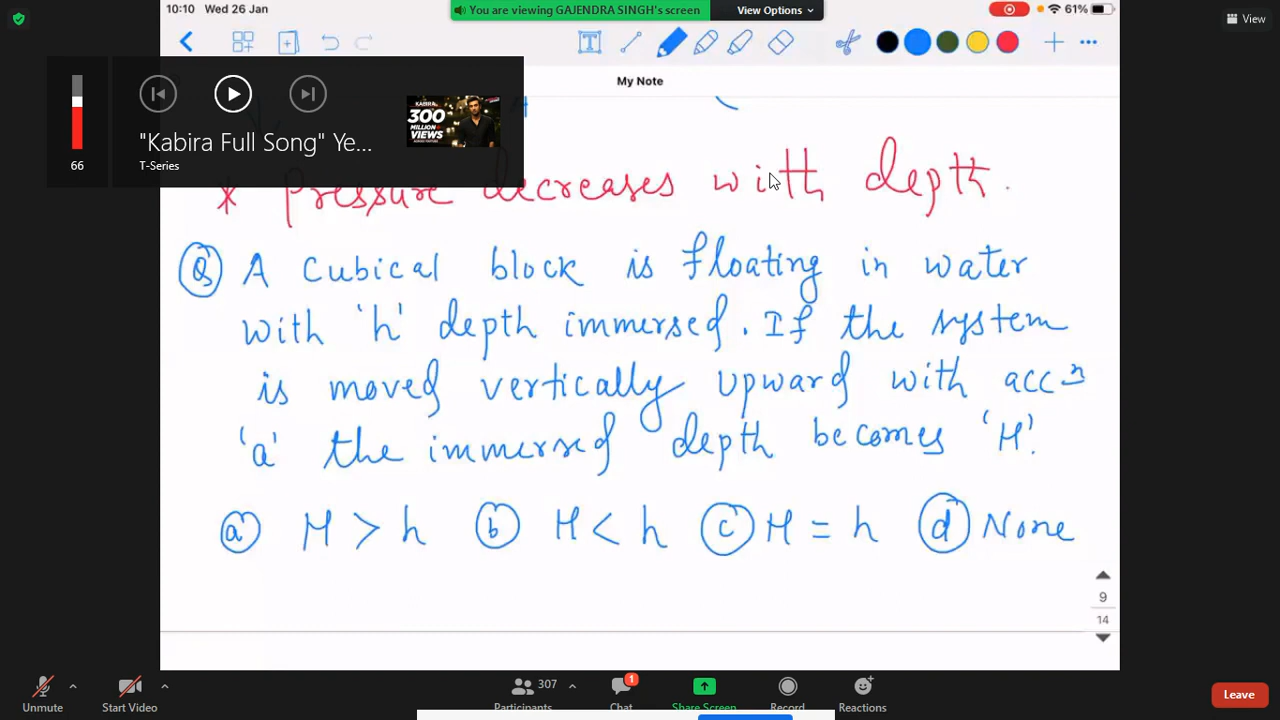 10:10 Wed 26 Jan
You are viewing GAJENDRA SINGH's screen
View Options
61%
View
My Note
66
"Kabira Full Song" Ye...
T-Series
KABIRA
300
MILLION+
VIEWS
* Pressure decreases with depth.
Q A cubical block is floating in water
with 'h' depth immersed. If the system
is moved vertically upward with accn
'a' the immersed depth becomes 'H'.
a H > h b H < h c H = h d None
9
14
Unmute
Start Video
307
Participants
1
Chat
Share Screen
Record
Reactions
Leave